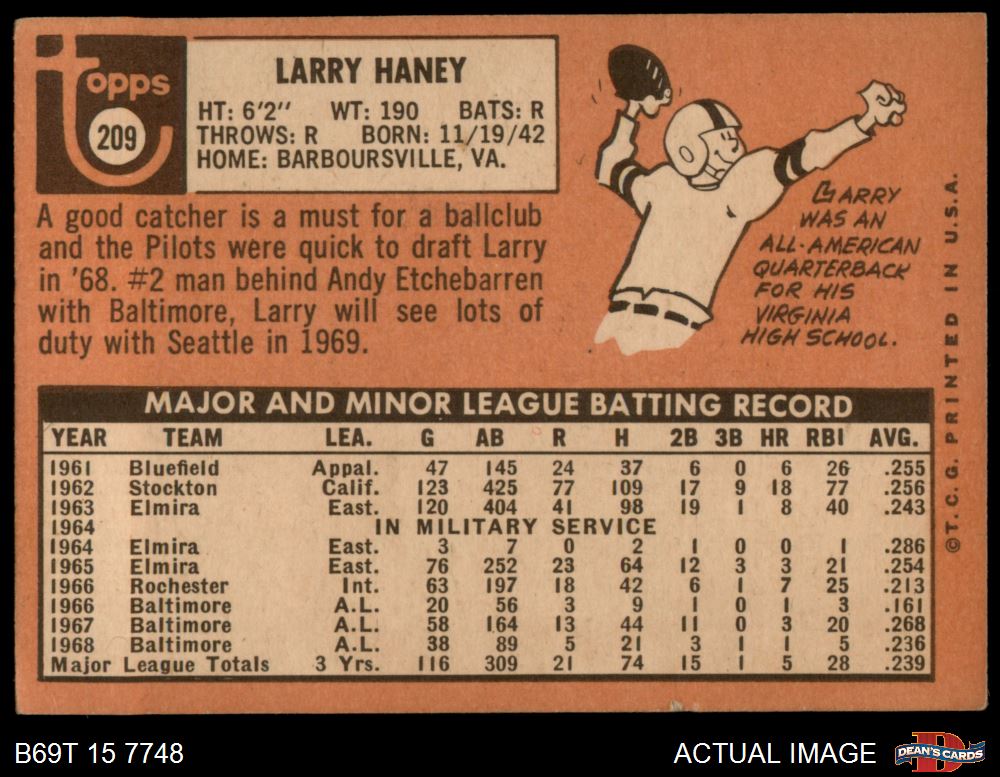 Topps
209
LARRY HANEY
HT: 6'2" WT: 190 BATS: R
THROWS: R BORN: 11/19/42
HOME: BARBOURSVILLE, VA.
A good catcher is a must for a ballclub
and the Pilots were quick to draft Larry
in '68. #2 man behind Andy Etchebarren
with Baltimore, Larry will see lots of
duty with Seattle in 1969.
LARRY
WAS AN
ALL-AMERICAN
QUARTERBACK
FOR HIS
VIRGINIA
HIGH SCHOOL.
©T.C.G. PRINTED IN U.S.A.
MAJOR AND MINOR LEAGUE BATTING RECORD
YEAR TEAM LEA. G AB R H 2B 3B HR RBI AVG.
1961 Bluefield Appal. 47 145 24 37 6 0 6 26 .255
1962 Stockton Calif. 123 425 77 109 17 9 18 77 .256
1963 Elmira East. 120 404 41 98 19 1 8 40 .243
1964 IN MILITARY SERVICE
1964 Elmira East. 3 7 0 2 1 0 0 1 .286
1965 Elmira East. 76 252 23 64 12 3 3 21 .254
1966 Rochester Int. 63 197 18 42 6 1 7 25 .213
1966 Baltimore A.L. 20 56 3 9 1 0 1 3 .161
1967 Baltimore A.L. 58 164 13 44 11 0 3 20 .268
1968 Baltimore A.L. 38 89 5 21 3 1 1 5 .236
Major League Totals 3 Yrs. 116 309 21 74 15 1 5 28 .239
B69T 15 7748
ACTUAL IMAGE
DEAN'S CARDS